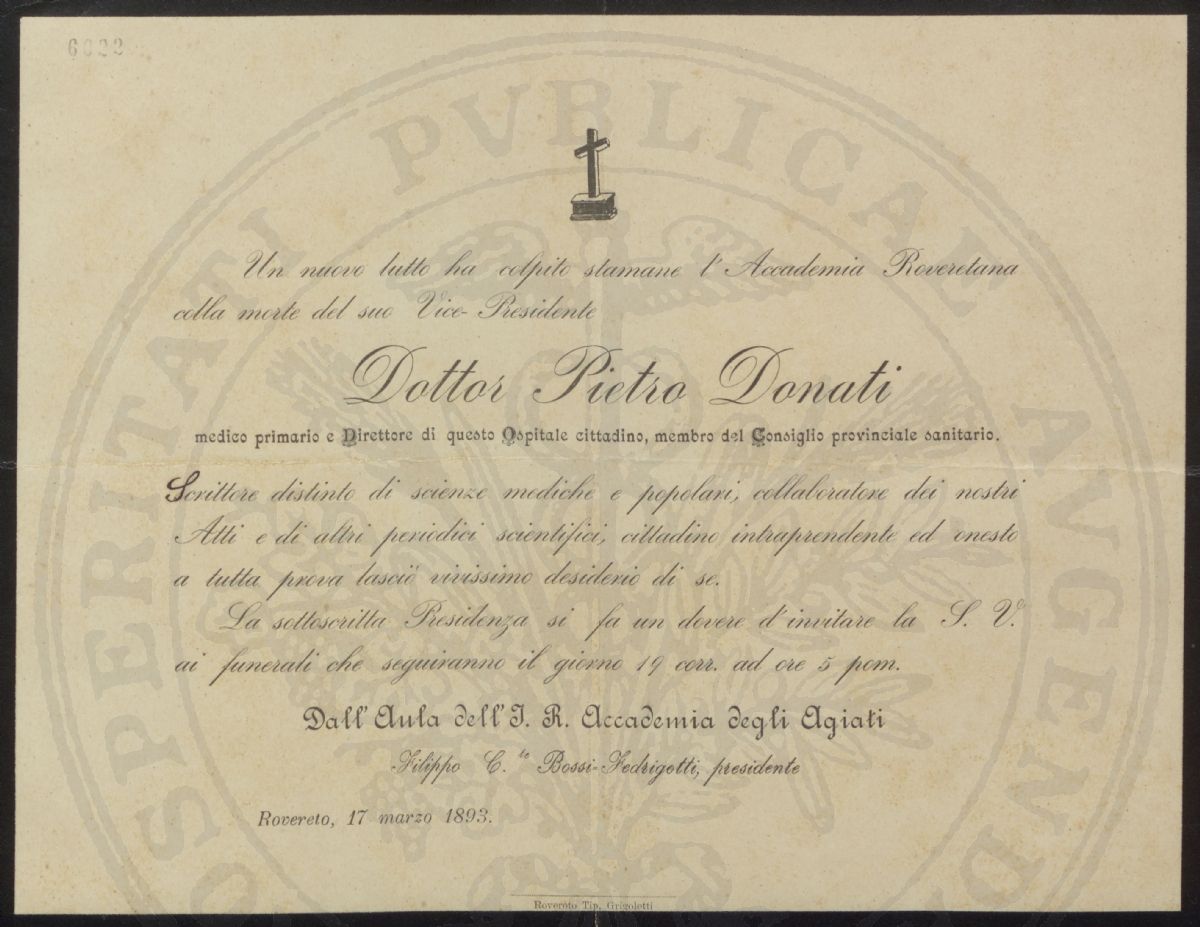 6022
PROSPERITATI PVBLICAE AVGENDAE
Un nuovo lutto ha colpito stamane l'Accademia Roveretana
colla morte del suo Vice-Presidente
Dottor Pietro Donati
medico primario e Direttore di questo Ospitale cittadino, membro del Consiglio provinciale sanitario.
Scrittore distinto di scienze mediche e popolari, collaboratore dei nostri
Atti e di altri periodici scientifici, cittadino intraprendente ed onesto
a tutta prova lasciò vivissimo desiderio di se.
La sottoscritta Presidenza si fa un dovere d'invitare la S. V.
ai funerali che seguiranno il giorno 19 corr. ad ore 5 pom.
Dall'Aula dell'I. R. Accademia degli Agiati
Filippo C.te Bossi-Fedrigotti, presidente
Rovereto, 17 marzo 1893.
Rovereto Tip. Grigoletti